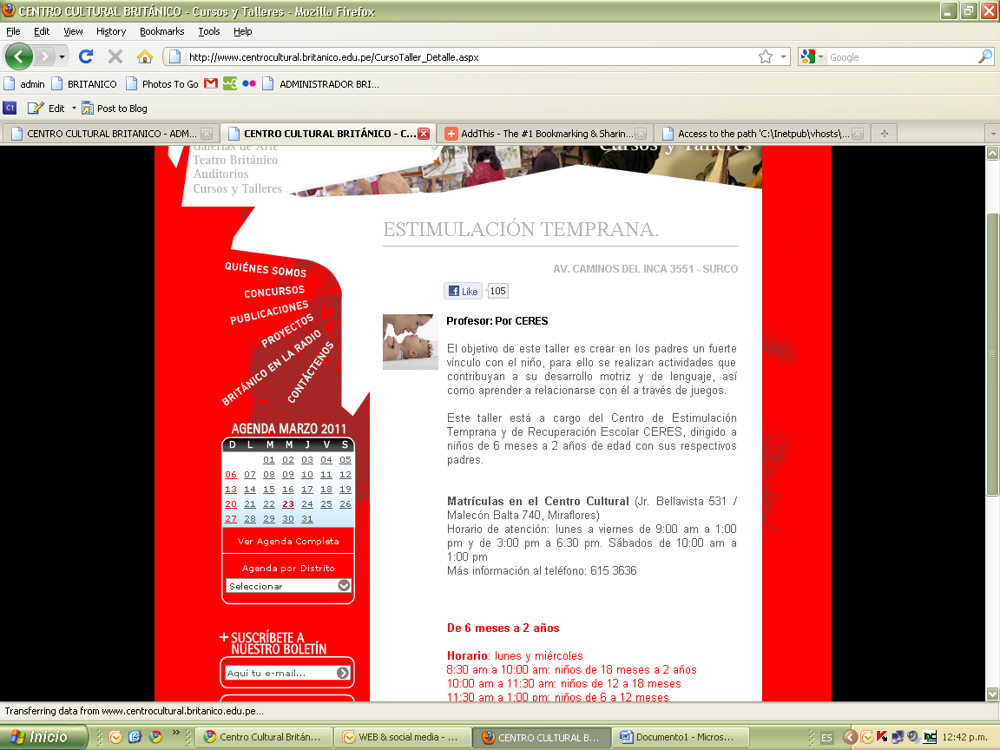 CENTRO CULTURAL BRITÁNICO - Cursos y Talleres - Mozilla Firefox
File Edit View History Bookmarks Tools Help
http://www.centrocultural.britanico.edu.pe/CursoTaller_Detalle.aspx
Google
admin BRITANICO Photos To Go ADMINISTRADOR BRI...
Ct Edit Post to Blog
CENTRO CULTURAL BRITANICO - ADM... CENTRO CULTURAL BRITÁNICO - C... AddThis - The #1 Bookmarking & Sharin... Access to the path 'C:\Inetpub\vhosts\...
Galerías de Arte
Teatro Británico
Auditorios
Cursos y Talleres
Cursos y Talleres
QUIÉNES SOMOS
CONCURSOS
PUBLICACIONES
PROYECTOS
BRITÁNICO EN LA RADIO
CONTÁCTENOS
AGENDA MARZO 2011
D L M M J V S
01 02 03 04 05
06 07 08 09 10 11 12
13 14 15 16 17 18 19
20 21 22 23 24 25 26
27 28 29 30 31
Ver Agenda Completa
Agenda por Distrito
Seleccionar
+ SUSCRÍBETE A
NUESTRO BOLETÍN
Aquí tu e-mail...
ESTIMULACIÓN TEMPRANA.
AV. CAMINOS DEL INCA 3551 - SURCO
Like 105
Profesor: Por CERES
El objetivo de este taller es crear en los padres un fuerte
vínculo con el niño, para ello se realizan actividades que
contribuyan a su desarrollo motriz y de lenguaje, así
como aprender a relacionarse con él a través de juegos.
Este taller está a cargo del Centro de Estimulación
Temprana y de Recuperación Escolar CERES, dirigido a
niños de 6 meses a 2 años de edad con sus respectivos
padres.
Matrículas en el Centro Cultural (Jr. Bellavista 531 /
Malecón Balta 740, Miraflores)
Horario de atención: lunes a viernes de 9:00 am a 1:00
pm y de 3:00 pm a 6:30 pm. Sábados de 10:00 am a
1:00 pm
Más información al teléfono: 615 3636
De 6 meses a 2 años
Horario: lunes y miércoles
8:30 am a 10:00 am: niños de 18 meses a 2 años
10:00 am a 11:30 am: niños de 12 a 18 meses
11:30 am a 1:00 pm: niños de 6 a 12 meses
Transferring data from www.centrocultural.britanico.edu.pe...
Inicio » Centro Cultural Britán... WEB & social media - ... CENTRO CULTURAL B... Documento1 - Micros... ES 12:42 p.m.